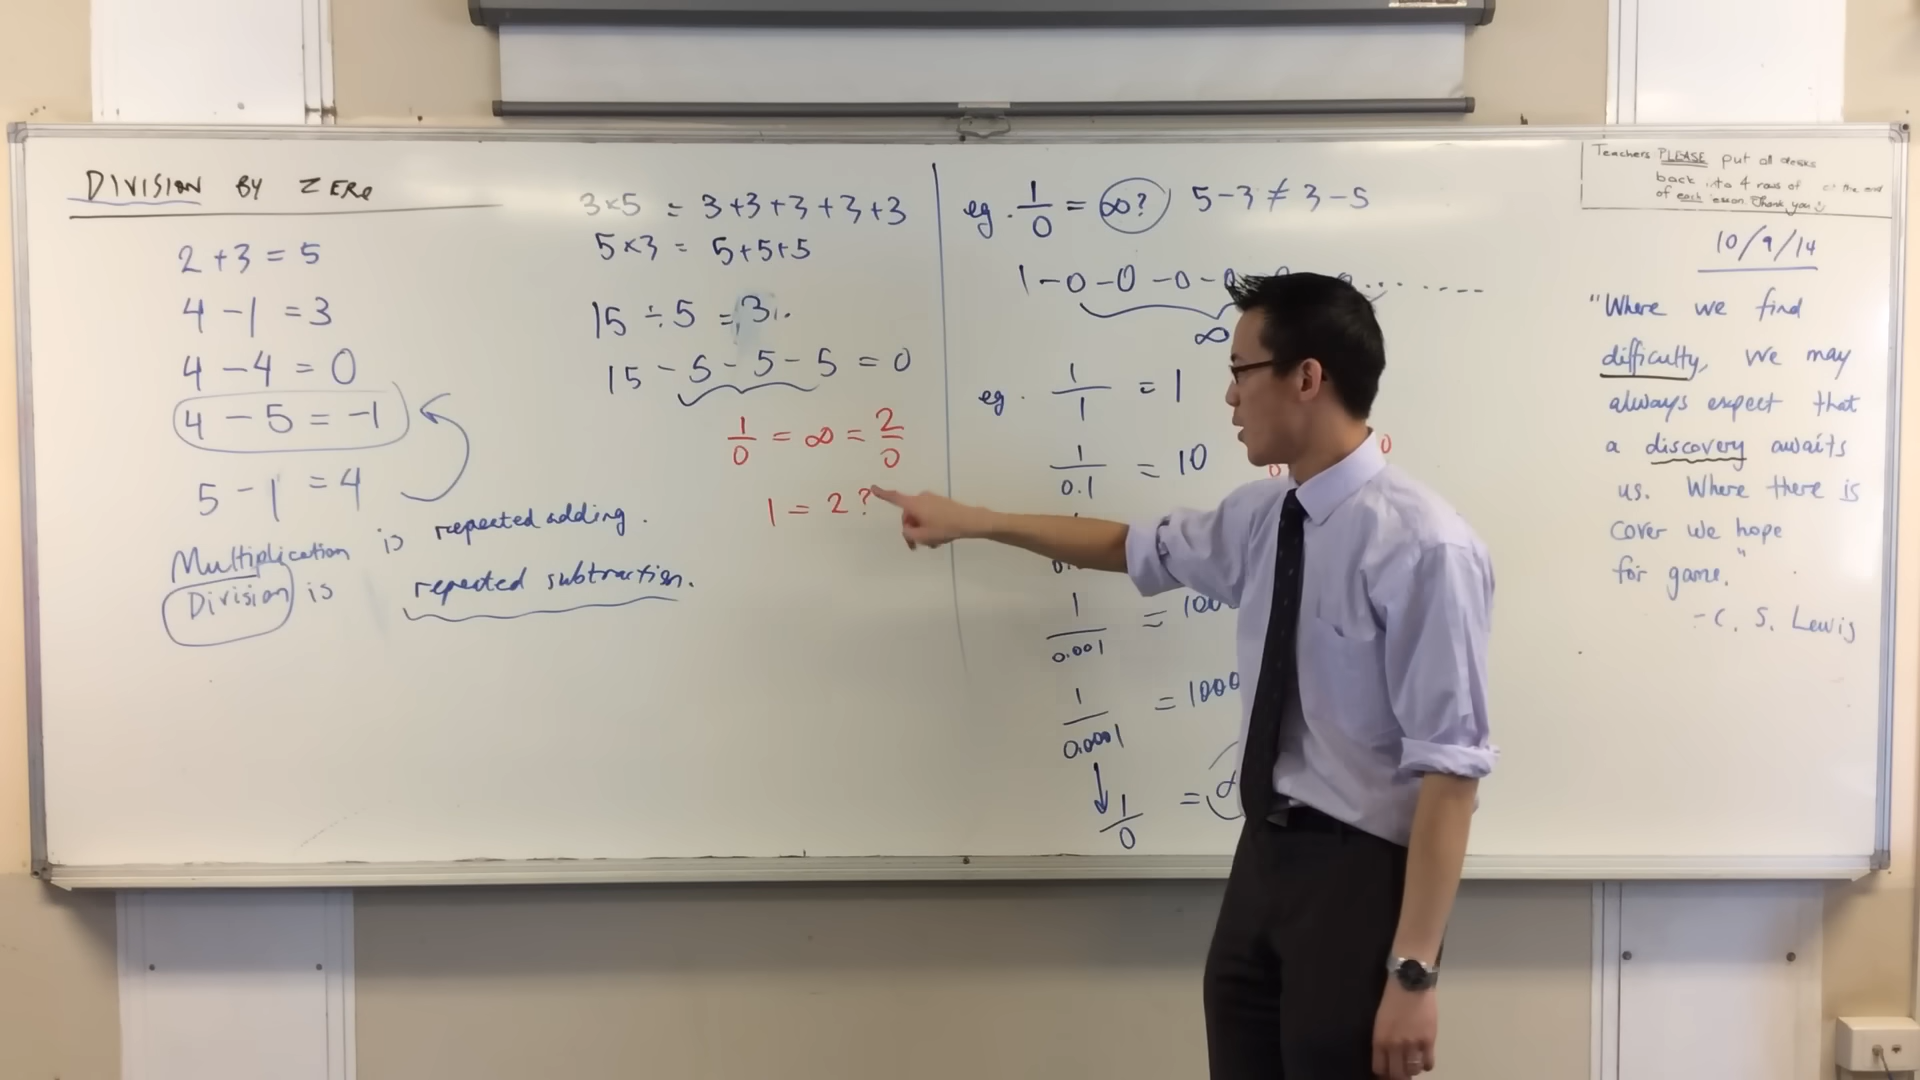 DIVISION BY ZERO
2 + 3 = 5
4 - 1 = 3
4 - 4 = 0
4 - 5 = -1
5 - 1 = 4
Multiplication is repeated adding.
Division is repeated subtraction.
3×5 = 3+3+3+3+3
5×3 = 5+5+5
15 ÷ 5 = 3
15 - 5 - 5 - 5 = 0
1/0 = ∞ = 2/0
1 = 2?
eg. 1/0 = ∞? 5-3 ≠ 3-5
1-0-0-0-0
∞
eg. 1/1 = 1
1/0.1 = 10
1/0.001 = 100
1/0.0001 = 1000
1/0 =
Teachers PLEASE put all desks
back into 4 rows of at the end
of each lesson. Thank you
10/9/14
"Where we find
difficulty, we may
always expect that
a discovery awaits
us. Where there is
cover we hope
for game."
- C. S. Lewis